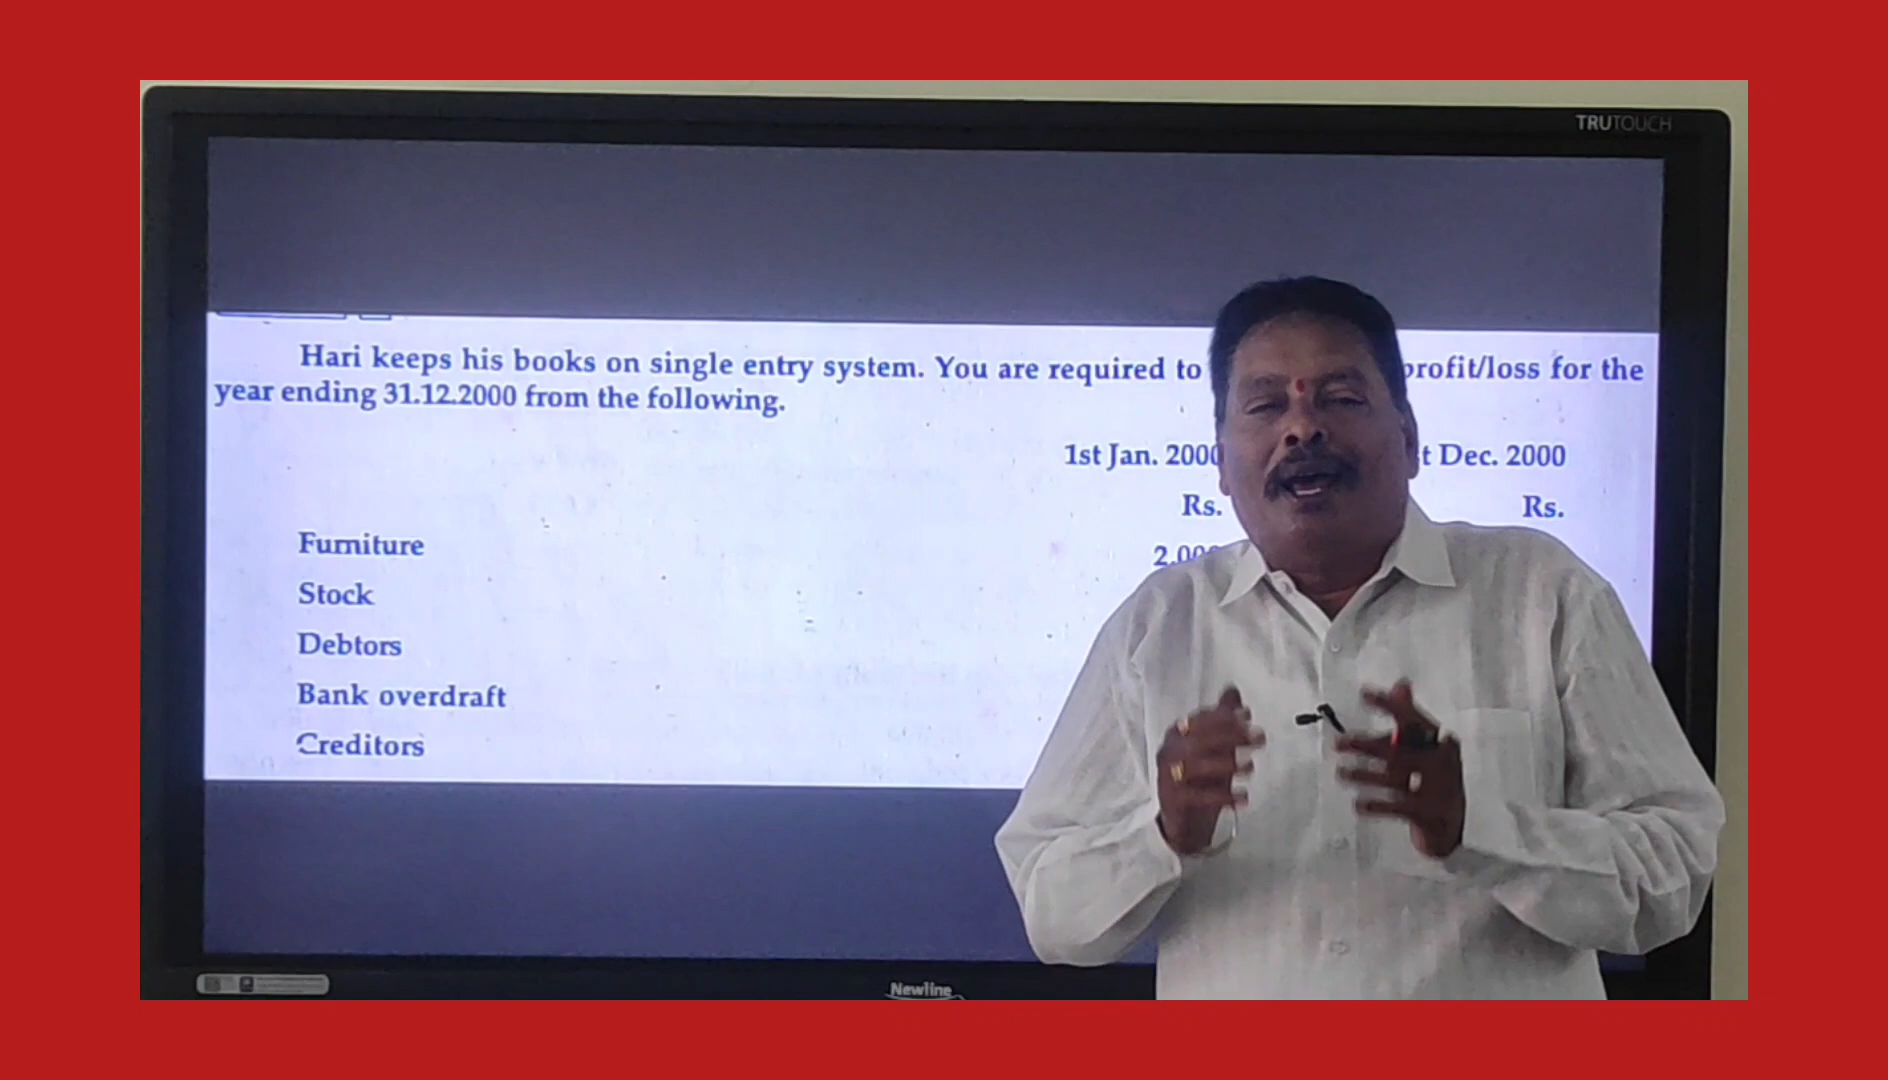 TRUTOUCH
Hari keeps his books on single entry system. You are required to profit/loss for the
year ending 31.12.2000 from the following.
1st Jan. 2000 Dec. 2000
Rs. Rs.
Furniture
Stock
Debtors
Bank overdraft
Creditors
Newline